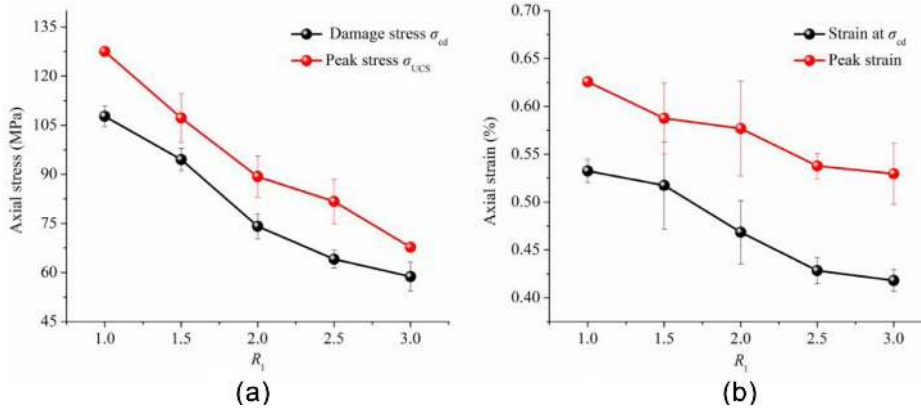 135
120
105
90
75
60
45
Axial stress (MPa)
Damage stress σcd
Peak stress σUCS
1.0 1.5 2.0 2.5 3.0
R1
(a)
0.70
0.65
0.60
0.55
0.50
0.45
0.40
Axial strain (%)
Strain at σcd
Peak strain
1.0 1.5 2.0 2.5 3.0
R1
(b)